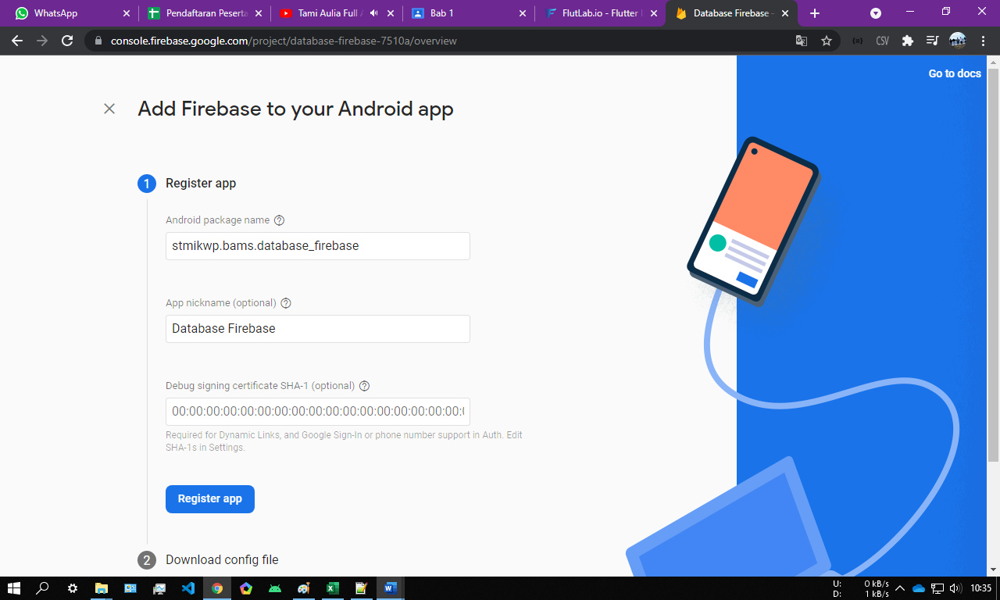 WhatsApp
Pendaftaran Peserta
Tami Aulia Full A
Bab 1
FlutLab.io - Flutter
Database Firebase -
console.firebase.google.com/project/database-firebase-7510a/overview
CSV
Go to docs
Add Firebase to your Android app
1 Register app
Android package name ?
stmikwp.bams.database_firebase
App nickname (optional) ?
Database Firebase
Debug signing certificate SHA-1 (optional) ?
00:00:00:00:00:00:00:00:00:00:00:00:00:00:00:00:00:0
Required for Dynamic Links, and Google Sign-In or phone number support in Auth. Edit
SHA-1s in Settings.
Register app
2 Download config file
U: 0 kB/s
D: 1 kB/s
10:35